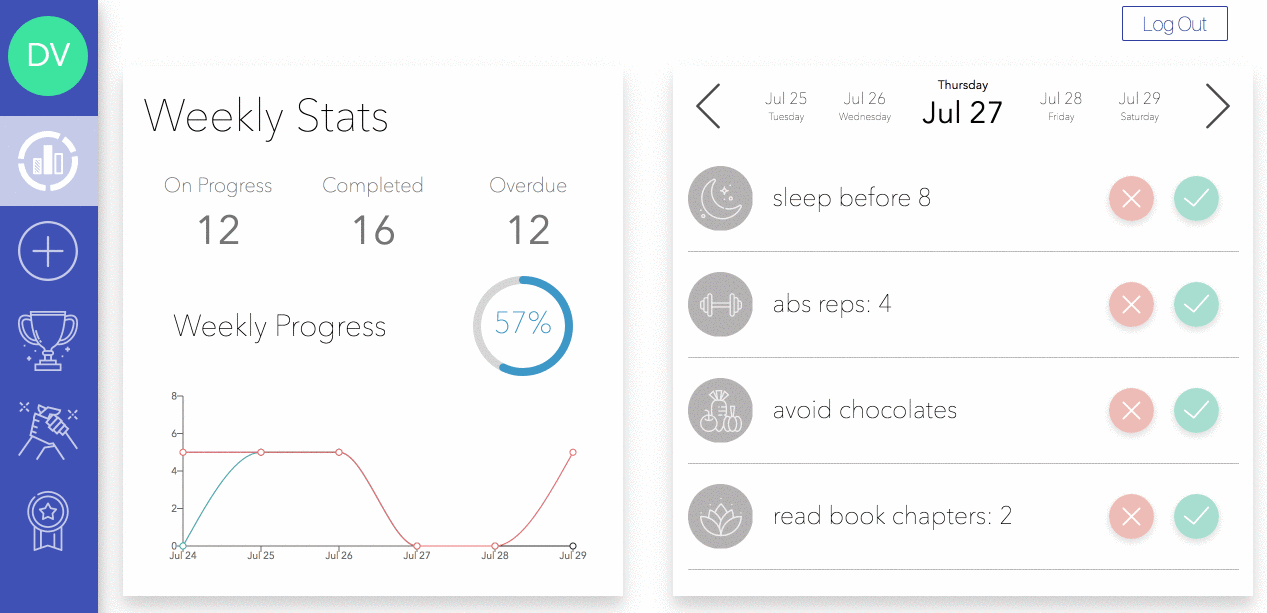 DV
Log Out
Weekly Stats
On Progress Completed Overdue
12 16 12
Weekly Progress
57%
8
6
4
2
0
Jul 24 Jul 25 Jul 26 Jul 27 Jul 28 Jul 29
Thursday
Jul 25 Jul 26 Jul 27 Jul 28 Jul 29
Tuesday Wednesday Friday Saturday
sleep before 8
abs reps: 4
avoid chocolates
read book chapters: 2